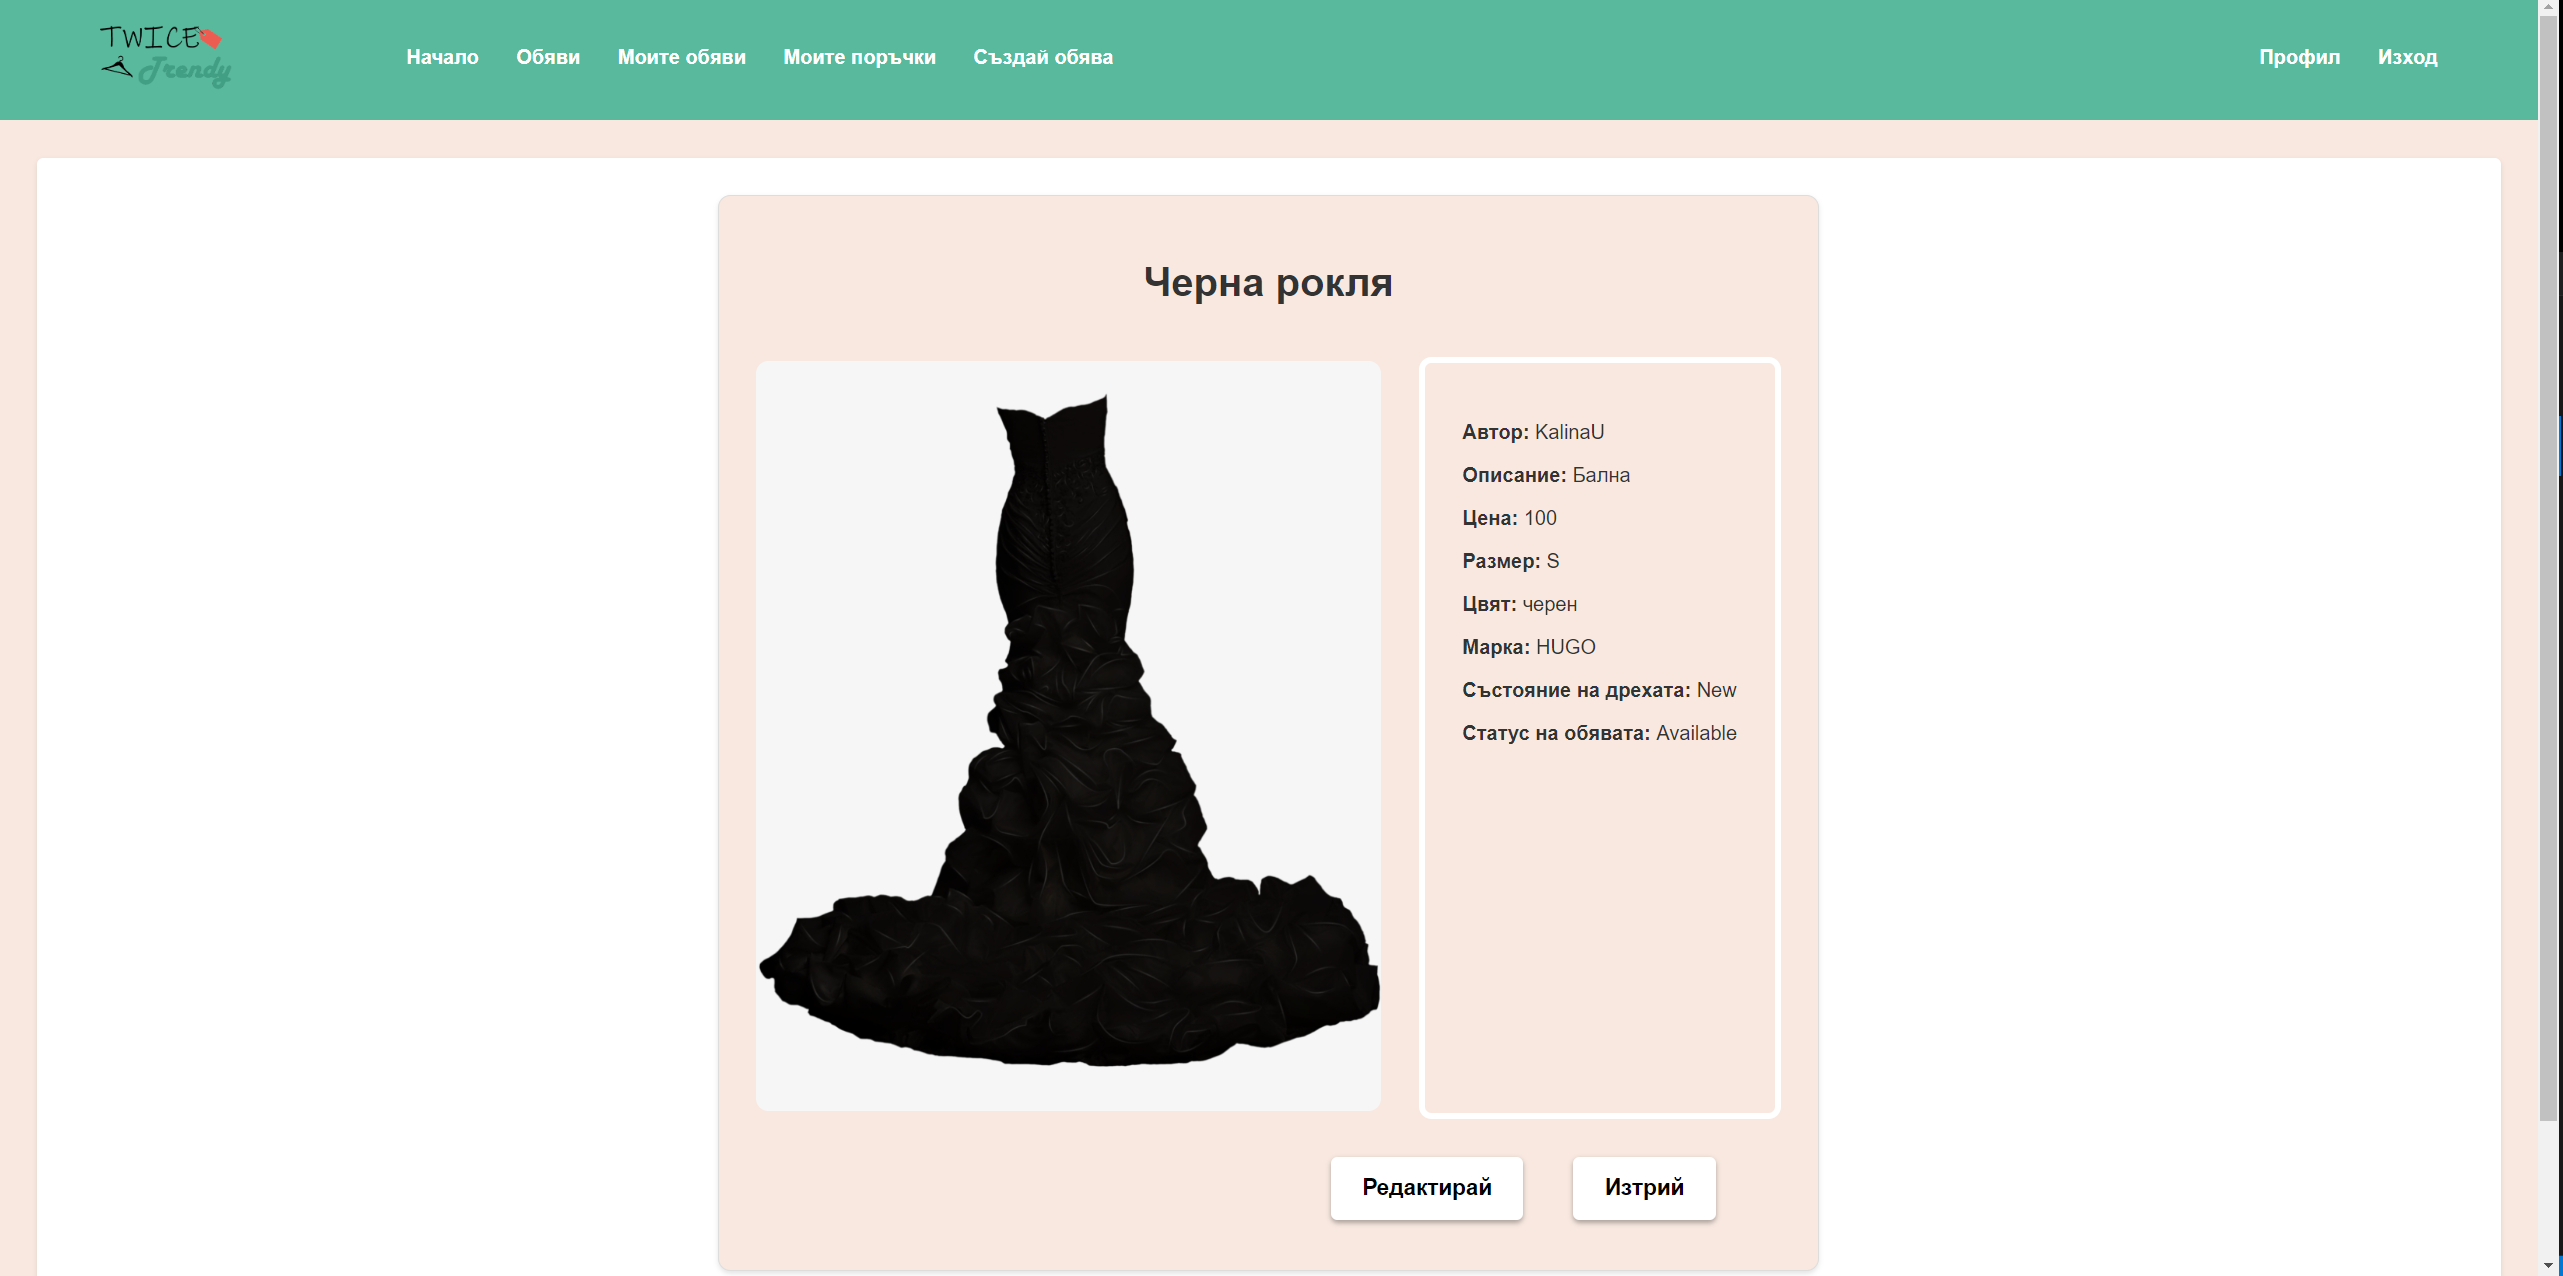 TWICE
Trendy
Начало Обяви Моите обяви Моите поръчки Създай обява Профил Изход
Черна рокля
Автор: KalinaU
Описание: Бална
Цена: 100
Размер: S
Цвят: черен
Марка: HUGO
Състояние на дрехата: New
Статус на обявата: Available
Редактирай Изтрий